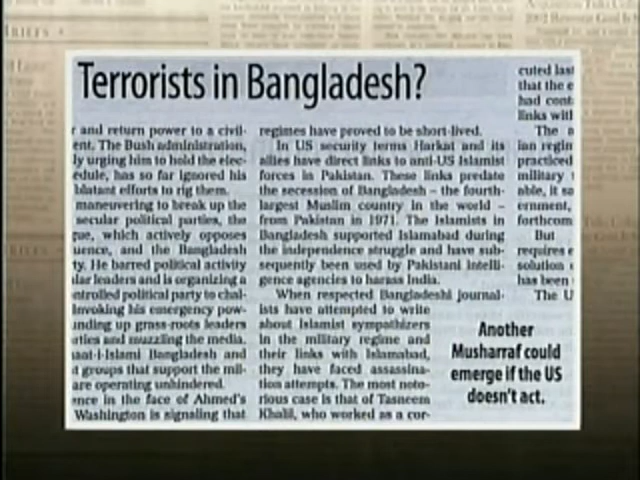 Terrorists in Bangladesh?
r and return power to a civil-
ent. The Bush administration,
ly urging him to hold the elec-
edule, has so far ignored his
blatant efforts to rig them.
maneuvering to break up the
secular political parties, the
gue, which actively opposes
uence, and the Bangladesh
ty. He barred political activity
lar leaders and is organizing a
ntrolled political party to chal-
Invoking his emergency pow-
unding up grass-roots leaders
rties and muzzling the media.
aat-i-Islami Bangladesh and
d groups that support the mil-
are operating unhindered.
ence in the face of Ahmed's
Washington is signaling that
regimes have proved to be short-lived.
In US security terms Harkat and its
allies have direct links to anti-US Islamist
forces in Pakistan. These links predate
the secession of Bangladesh – the fourth-
largest Muslim country in the world –
from Pakistan in 1971. The Islamists in
Bangladesh supported Islamabad during
the independence struggle and have sub-
sequently been used by Pakistani intelli-
gence agencies to harass India.
When respected Bangladeshi journal-
ists have attempted to write
about Islamist sympathizers
in the military regime and
their links with Islamabad,
they have faced assassina-
tion attempts. The most noto-
rious case is that of Tasneem
Khalil, who worked as a cor-
Another
Musharraf could
emerge if the US
doesn't act.
cuted last
that the e
had cont
links with
The a
ian regim
practiced
military
able, it so
ernment,
forthcom
But
requires e
solution
has been
The U